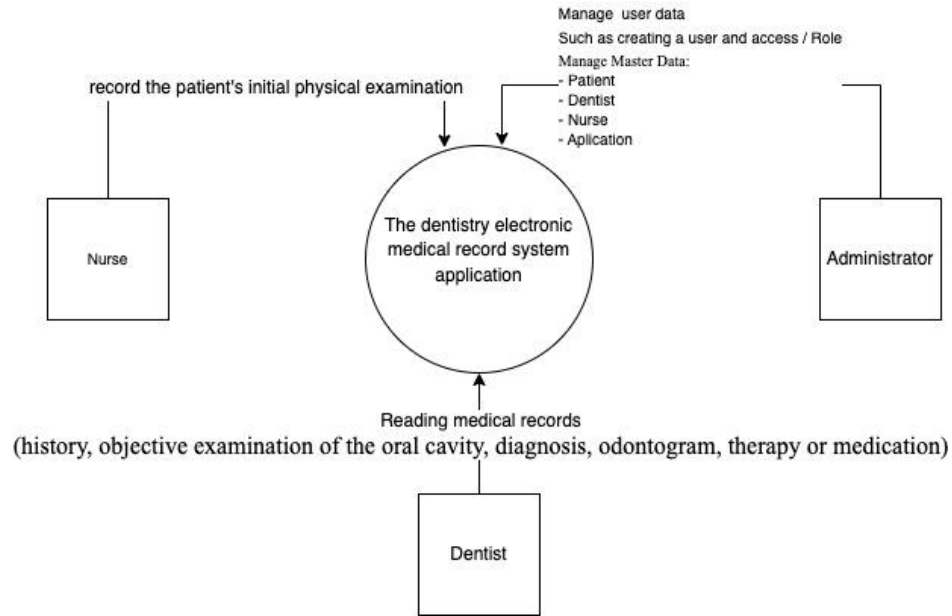 Manage user data
Such as creating a user and access / Role
Manage Master Data:
- Patient
- Dentist
- Nurse
- Aplication
record the patient's initial physical examination
The dentistry electronic
medical record system
application
Nurse
Administrator
Reading medical records
(history, objective examination of the oral cavity, diagnosis, odontogram, therapy or medication)
Dentist